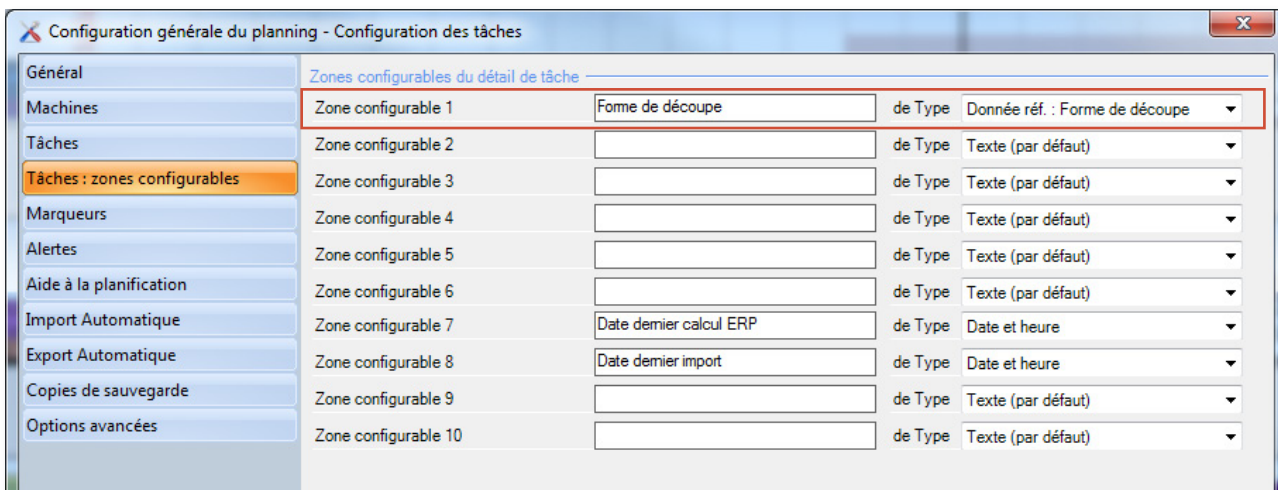 Configuration générale du planning - Configuration des tâches
Général
Machines
Tâches
Tâches : zones configurables
Marqueurs
Alertes
Aide à la planification
Import Automatique
Export Automatique
Copies de sauvegarde
Options avancées
Zones configurables du détail de tâche
Zone configurable 1 Forme de découpe de Type Donnée réf. : Forme de découpe
Zone configurable 2 de Type Texte (par défaut)
Zone configurable 3 de Type Texte (par défaut)
Zone configurable 4 de Type Texte (par défaut)
Zone configurable 5 de Type Texte (par défaut)
Zone configurable 6 de Type Texte (par défaut)
Zone configurable 7 Date dernier calcul ERP de Type Date et heure
Zone configurable 8 Date dernier import de Type Date et heure
Zone configurable 9 de Type Texte (par défaut)
Zone configurable 10 de Type Texte (par défaut)